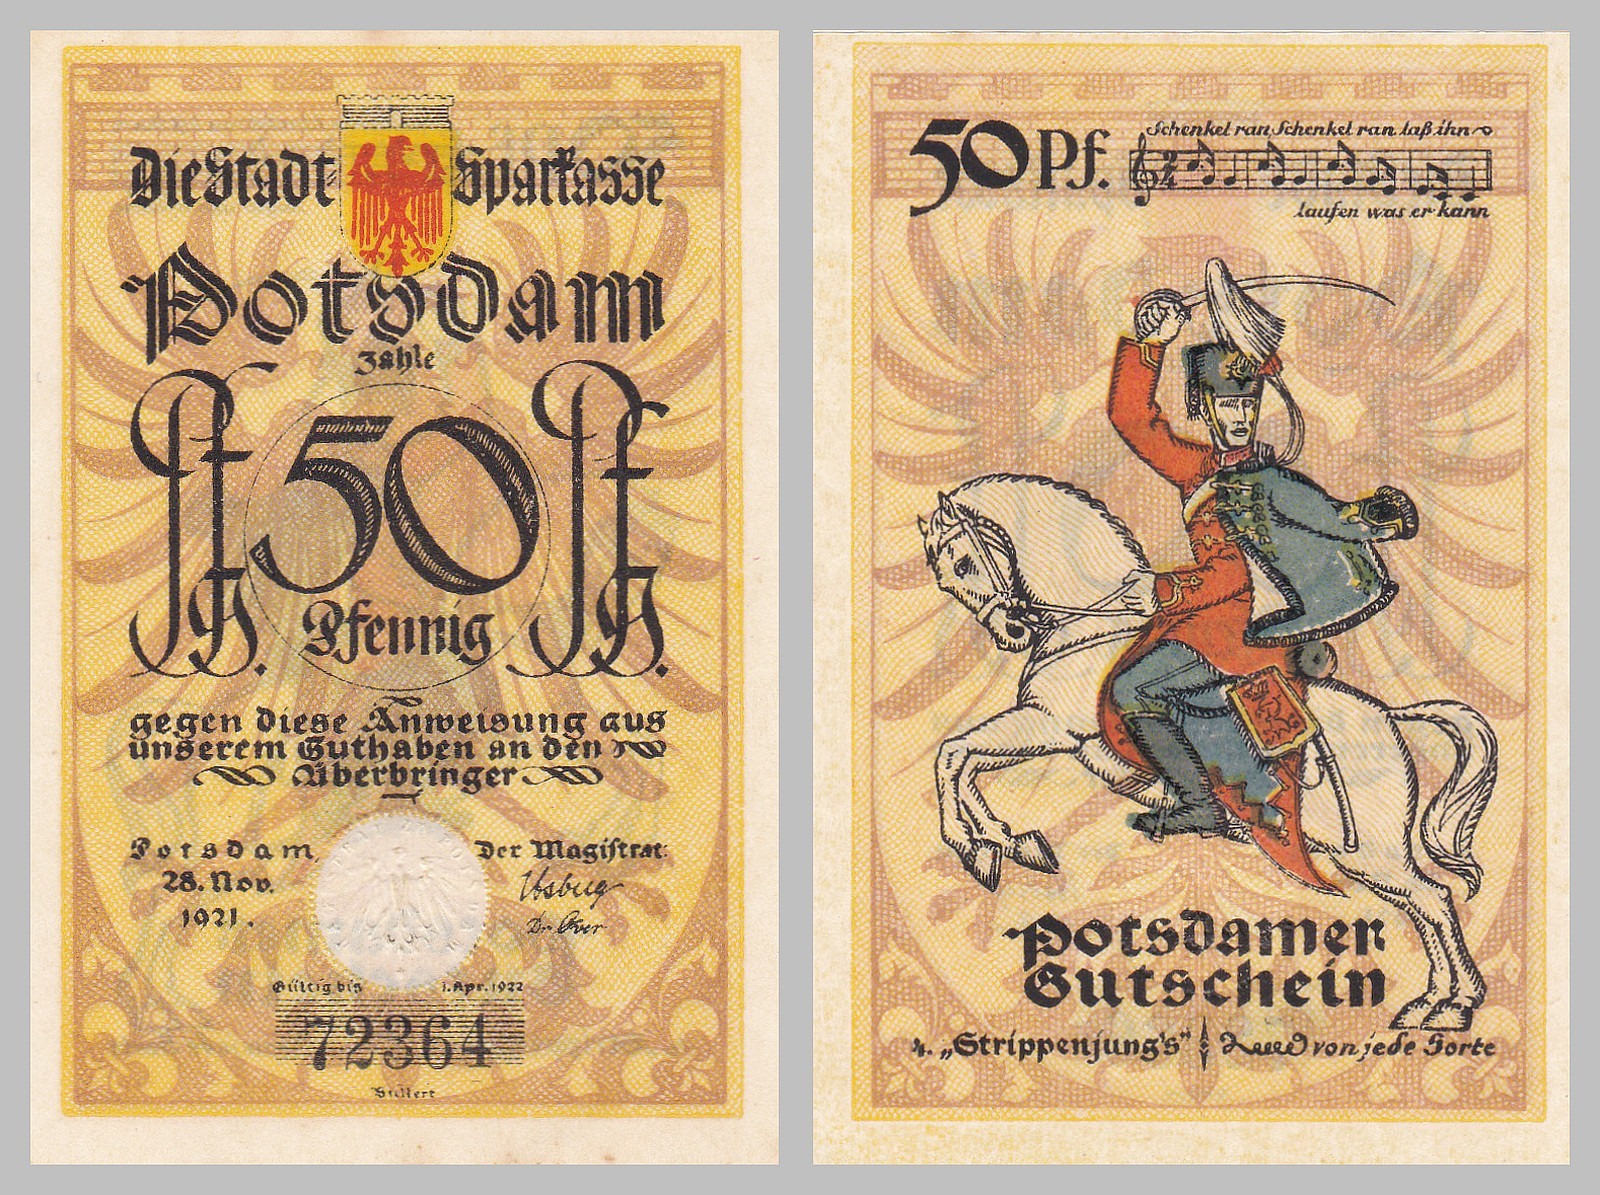 Die Stadt Sparkasse
Potsdam
zahle
Pf. 50 Pf.
Pfennig
gegen diese Anweisung aus
unserem Guthaben an den
Überbringer
Potsdam, Der Magistrat:
28. Nov.
1921.
Gültig bis 1. Apr. 1922
72364
50 Pf.
Schenkel ran, Schenkel ran laß ihn
laufen was er kann
Potsdamer
Gutschein
4. „Strippenjung's“ von jede Sorte